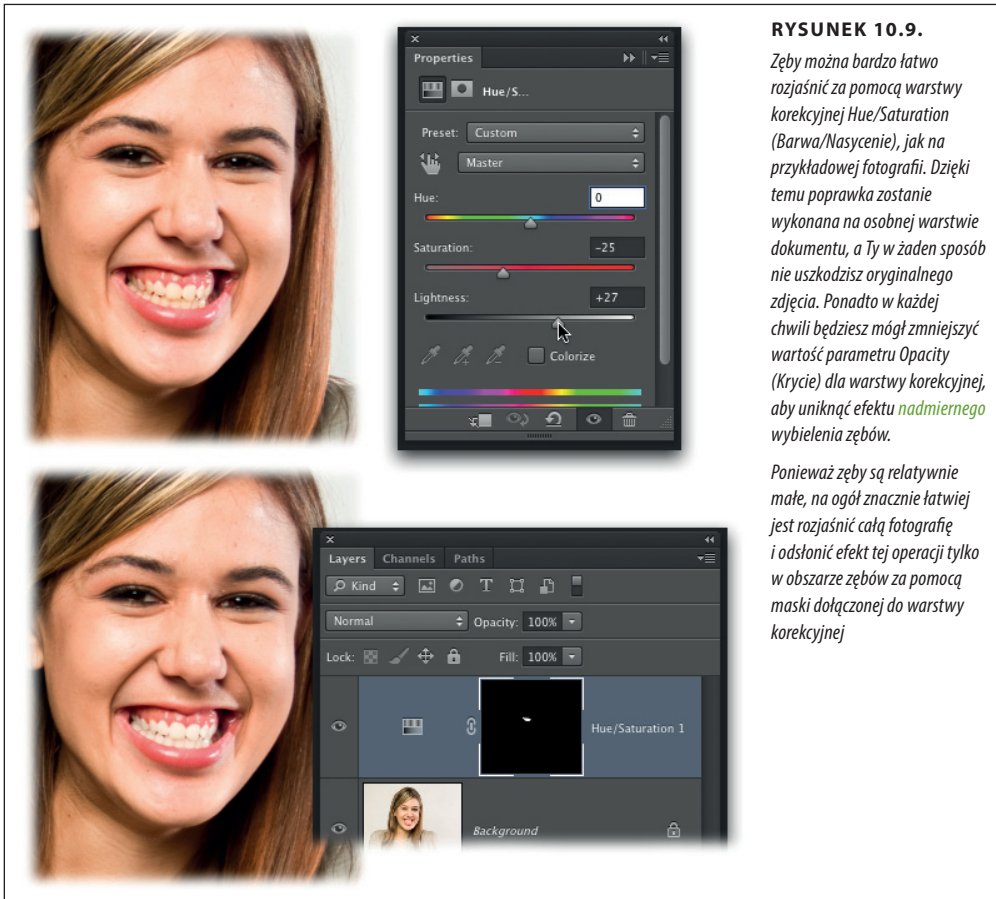 RYSUNEK 10.9.
Zęby można bardzo łatwo
rozjaśnić za pomocą warstwy
korekcyjnej Hue/Saturation
(Barwa/Nasycenie), jak na
przykładowej fotografii. Dzięki
temu poprawka zostanie
wykonana na osobnej warstwie
dokumentu, a Ty w żaden sposób
nie uszkodzisz oryginalnego
zdjęcia. Ponadto w każdej
chwili będziesz mógł zmniejszyć
wartość parametru Opacity
(Krycie) dla warstwy korekcyjnej,
aby uniknąć efektu nadmiernego
wybielenia zębów.
Ponieważ zęby są relatywnie
małe, na ogół znacznie łatwiej
jest rozjaśnić całą fotografię
i odsłonić efekt tej operacji tylko
w obszarze zębów za pomocą
maski dołączonej do warstwy
korekcyjnej
Properties
Hue/S...
Preset: Custom
Master
Hue: 0
Saturation: -25
Lightness: +27
Colorize
Layers Channels Paths
Kind
Normal Opacity: 100%
Lock: Fill: 100%
Hue/Saturation 1
Background